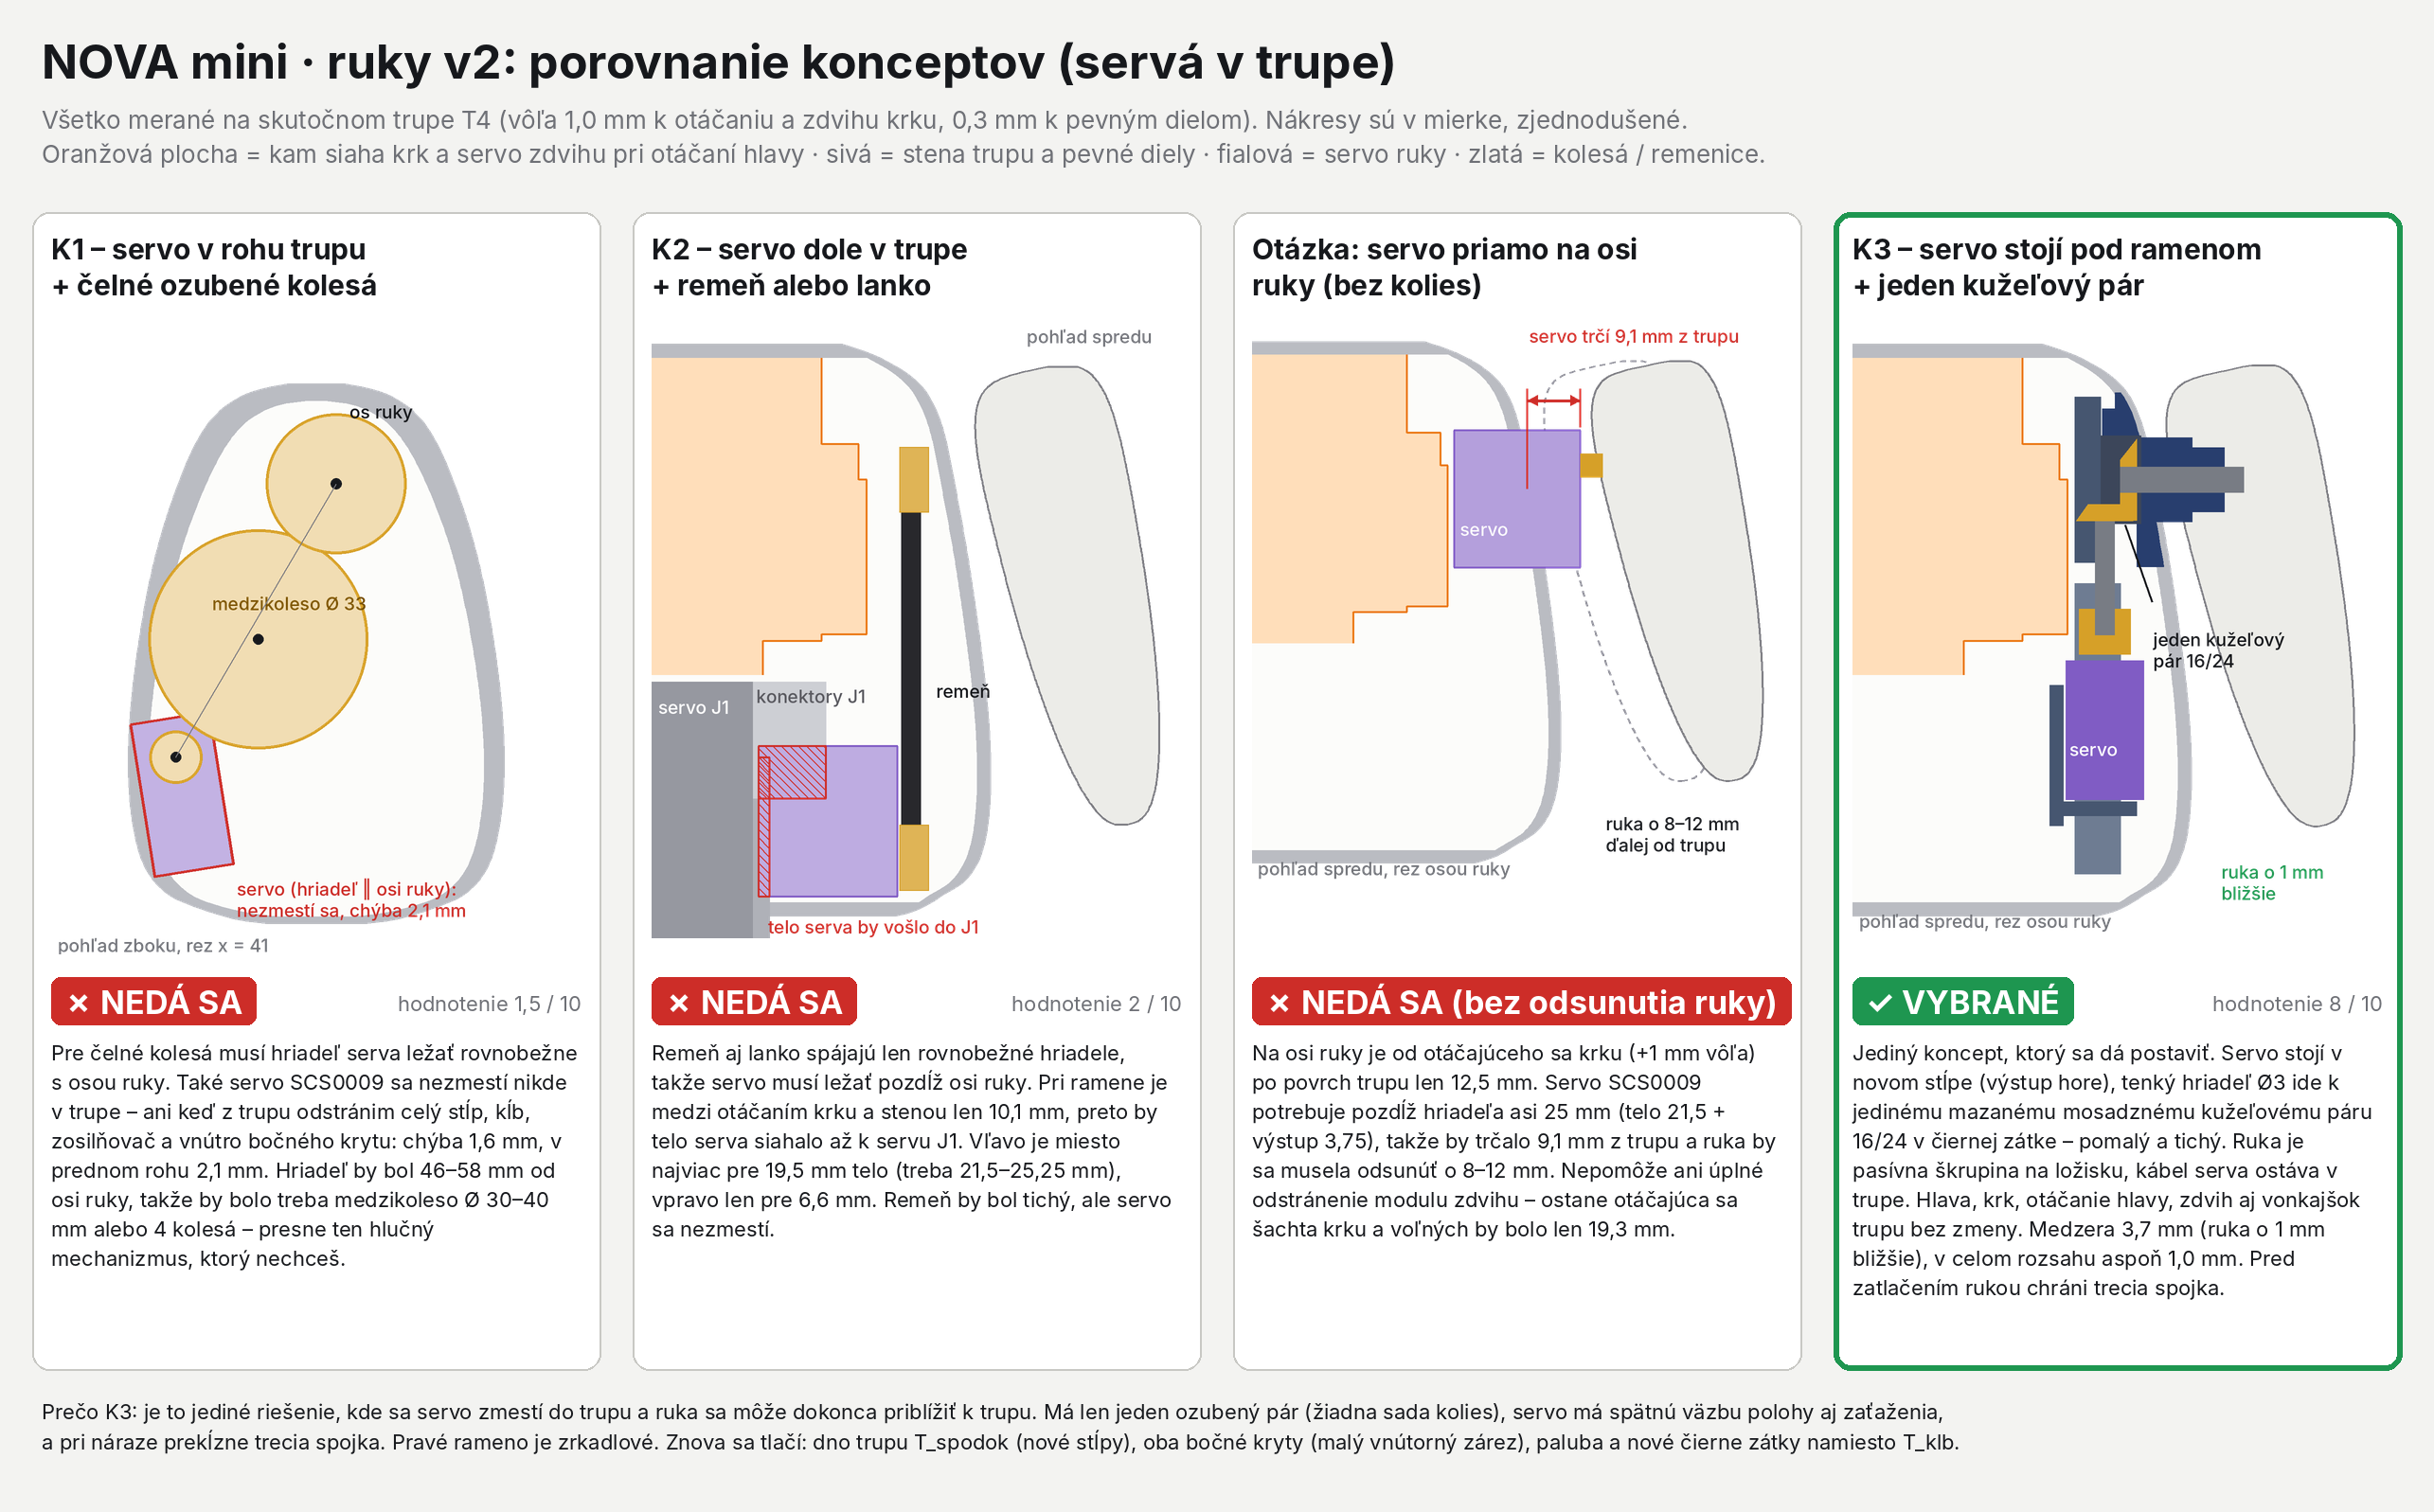 NOVA mini · ruky v2: porovnanie konceptov (servá v trupe)
Všetko merané na skutočnom trupe T4 (vôľa 1,0 mm k otáčaniu a zdvihu krku, 0,3 mm k pevným dielom). Nákresy sú v mierke, zjednodušené.
Oranžová plocha = kam siaha krk a servo zdvihu pri otáčaní hlavy · sivá = stena trupu a pevné diely · fialová = servo ruky · zlatá = kolesá / remenice.
K1 – servo v rohu trupu
+ čelné ozubené kolesá
os ruky
medzikoleso Ø 33
servo (hriadeľ ∥ osi ruky):
nezmestí sa, chýba 2,1 mm
pohľad zboku, rez x = 41
× NEDÁ SA
hodnotenie 1,5 / 10
Pre čelné kolesá musí hriadeľ serva ležať rovnobežne
s osou ruky. Také servo SCS0009 sa nezmestí nikde
v trupe – ani keď z trupu odstránim celý stĺp, kĺb,
zosilňovač a vnútro bočného krytu: chýba 1,6 mm, v
prednom rohu 2,1 mm. Hriadeľ by bol 46–58 mm od
osi ruky, takže by bolo treba medzikoleso Ø 30–40
mm alebo 4 kolesá – presne ten hlučný
mechanizmus, ktorý nechceš.
K2 – servo dole v trupe
+ remeň alebo lanko
pohľad spredu
servo J1
konektory J1
remeň
telo serva by vošlo do J1
× NEDÁ SA
hodnotenie 2 / 10
Remeň aj lanko spájajú len rovnobežné hriadele,
takže servo musí ležať pozdĺž osi ruky. Pri ramene je
medzi otáčaním krku a stenou len 10,1 mm, preto by
telo serva siahalo až k servu J1. Vľavo je miesto
najviac pre 19,5 mm telo (treba 21,5–25,25 mm),
vpravo len pre 6,6 mm. Remeň by bol tichý, ale servo
sa nezmestí.
Otázka: servo priamo na osi
ruky (bez kolies)
servo trčí 9,1 mm z trupu
servo
ruka o 8–12 mm
ďalej od trupu
pohľad spredu, rez osou ruky
× NEDÁ SA (bez odsunutia ruky)
Na osi ruky je od otáčajúceho sa krku (+1 mm vôľa)
po povrch trupu len 12,5 mm. Servo SCS0009
potrebuje pozdĺž hriadeľa asi 25 mm (telo 21,5 +
výstup 3,75), takže by trčalo 9,1 mm z trupu a ruka by
sa musela odsunúť o 8–12 mm. Nepomôže ani úplné
odstránenie modulu zdvihu – ostane otáčajúca sa
šachta krku a voľných by bolo len 19,3 mm.
K3 – servo stojí pod ramenom
+ jeden kužeľový pár
jeden kužeľový
pár 16/24
servo
ruka o 1 mm
bližšie
pohľad spredu, rez osou ruky
✓ VYBRANÉ
hodnotenie 8 / 10
Jediný koncept, ktorý sa dá postaviť. Servo stojí v
novom stĺpe (výstup hore), tenký hriadeľ Ø3 ide k
jedinému mazanému mosadznému kužeľovému páru
16/24 v čiernej zátke – pomalý a tichý. Ruka je
pasívna škrupina na ložisku, kábel serva ostáva v
trupe. Hlava, krk, otáčanie hlavy, zdvih aj vonkajšok
trupu bez zmeny. Medzera 3,7 mm (ruka o 1 mm
bližšie), v celom rozsahu aspoň 1,0 mm. Pred
zatlačením rukou chráni trecia spojka.
Prečo K3: je to jediné riešenie, kde sa servo zmestí do trupu a ruka sa môže dokonca priblížiť k trupu. Má len jeden ozubený pár (žiadna sada kolies), servo má spätnú väzbu polohy aj zaťaženia,
a pri náraze prekĺzne trecia spojka. Pravé rameno je zrkadlové. Znova sa tlačí: dno trupu T_spodok (nové stĺpy), oba bočné kryty (malý vnútorný zárez), paluba a nové čierne zátky namiesto T_klb.